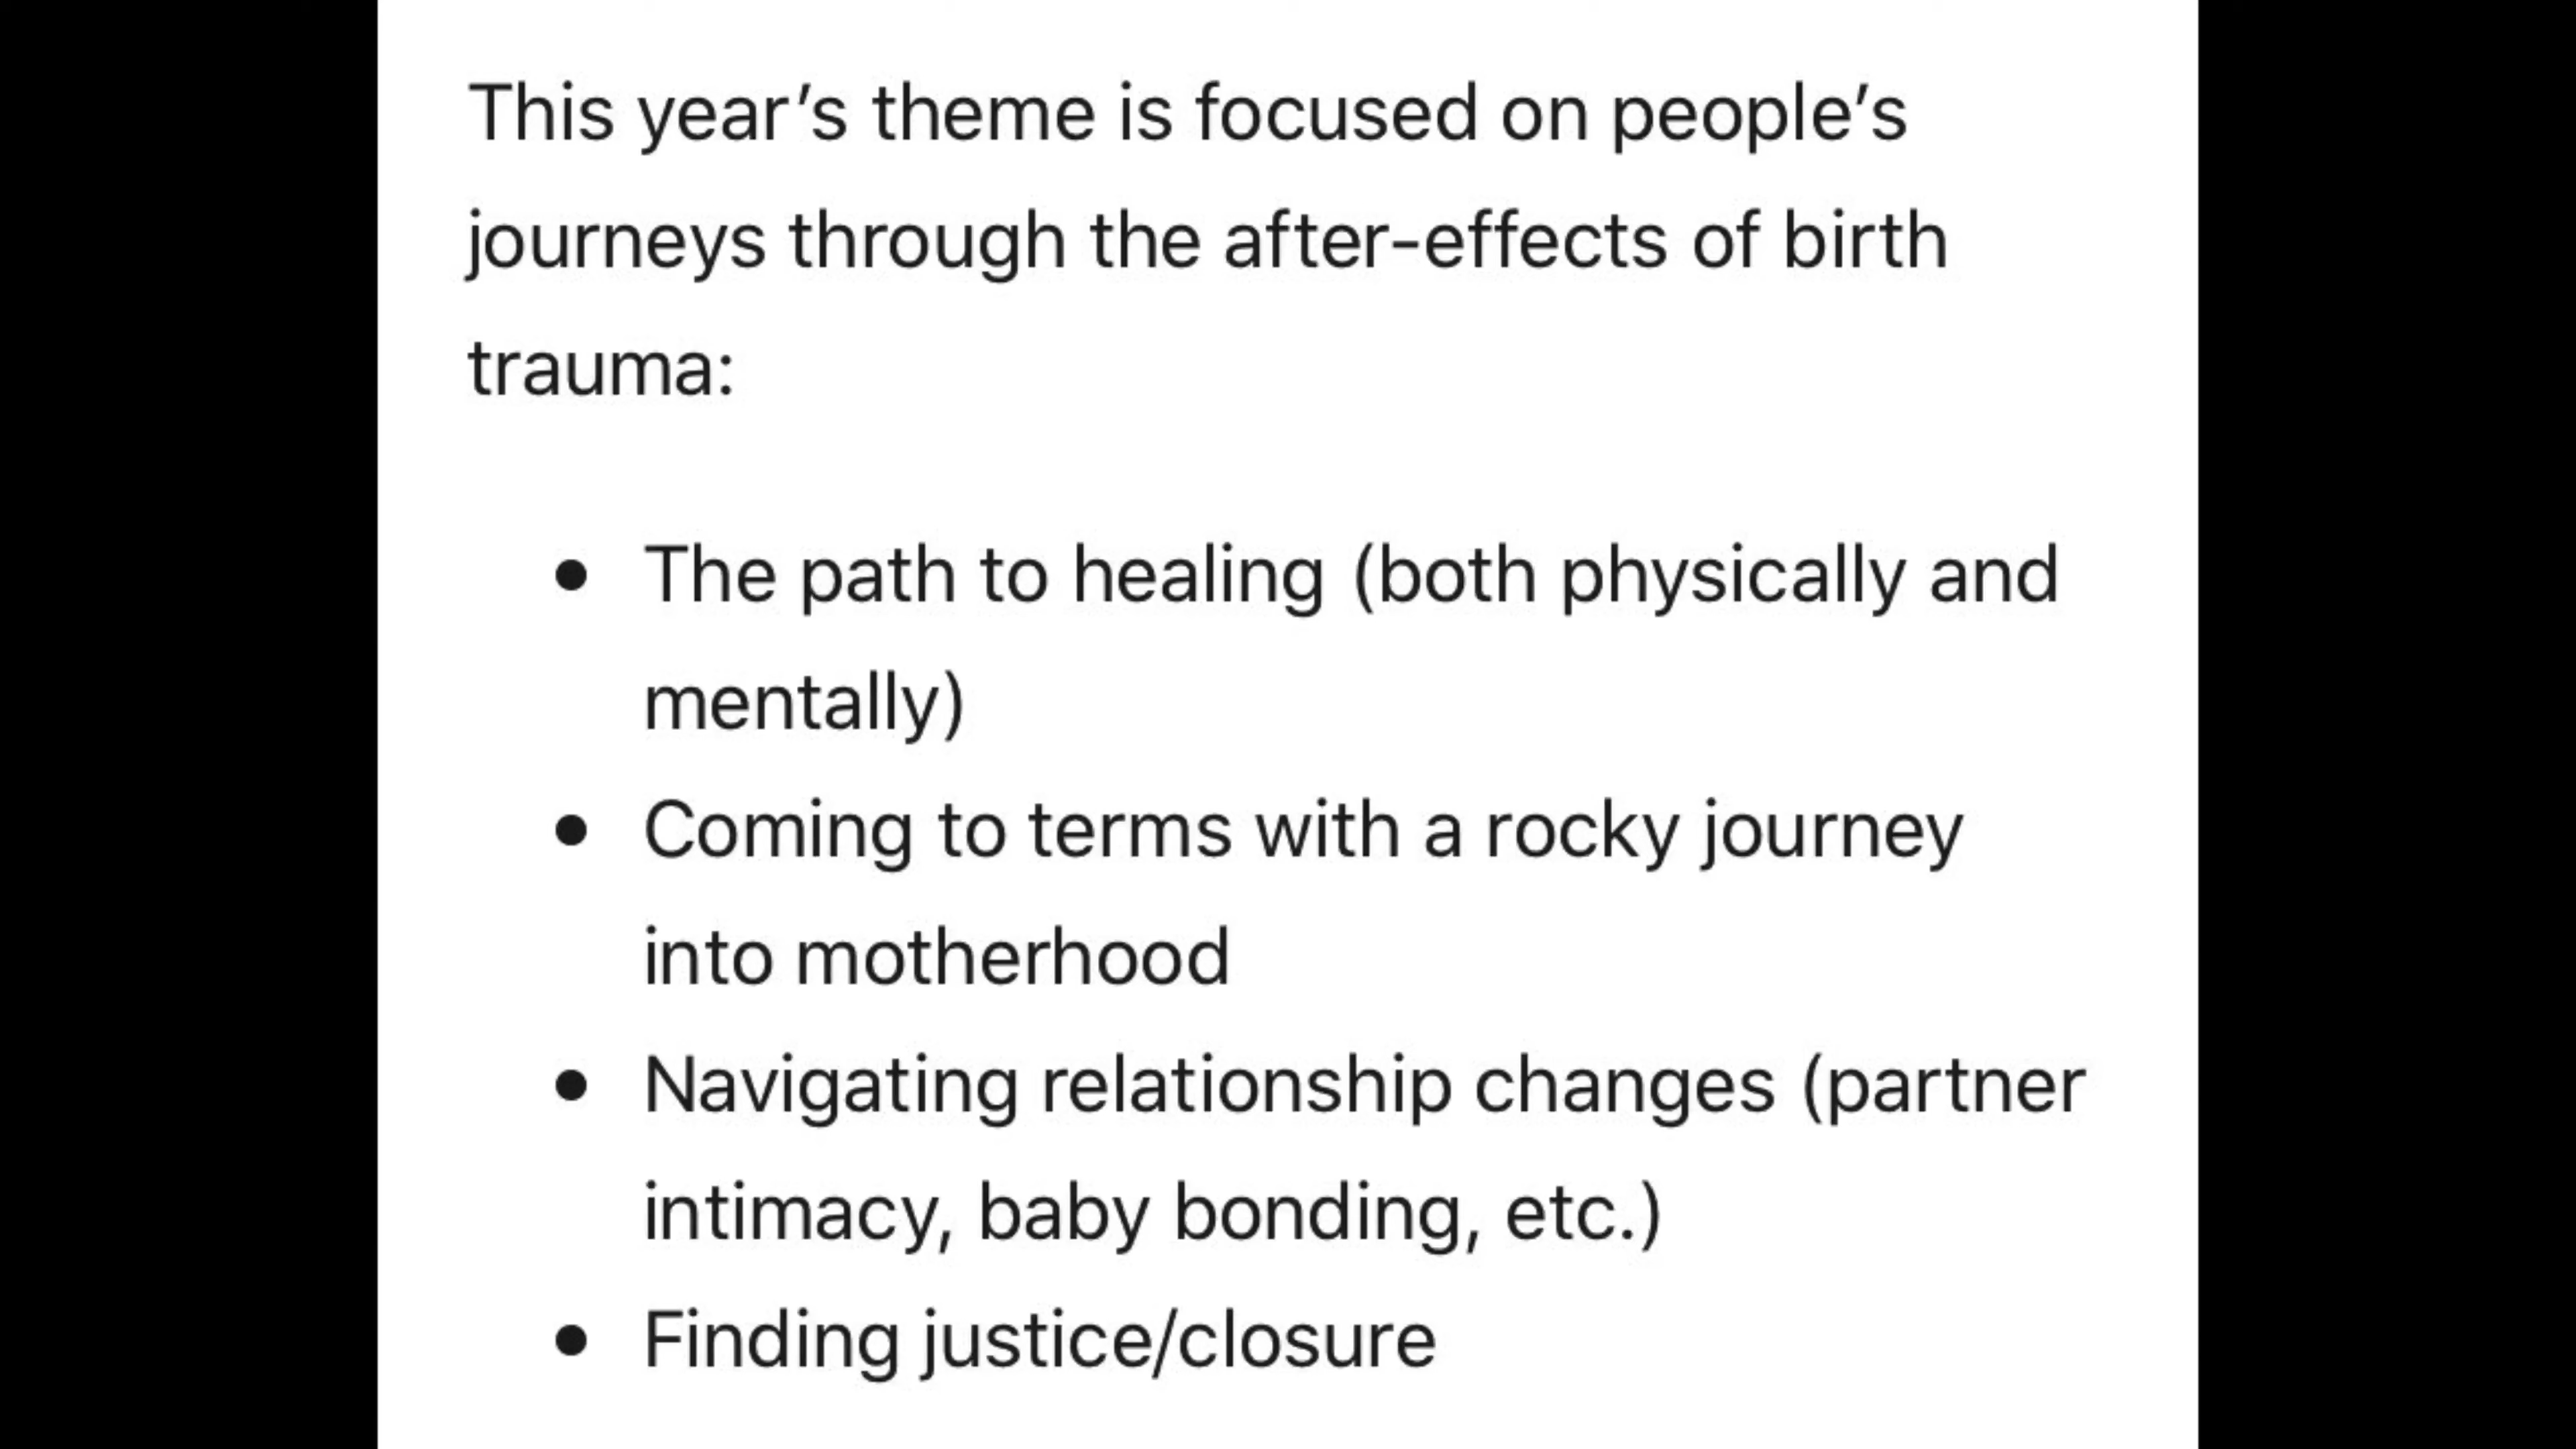 This year’s theme is focused on people’s
journeys through the after-effects of birth
trauma:
• The path to healing (both physically and
mentally)
• Coming to terms with a rocky journey
into motherhood
• Navigating relationship changes (partner
intimacy, baby bonding, etc.)
• Finding justice/closure